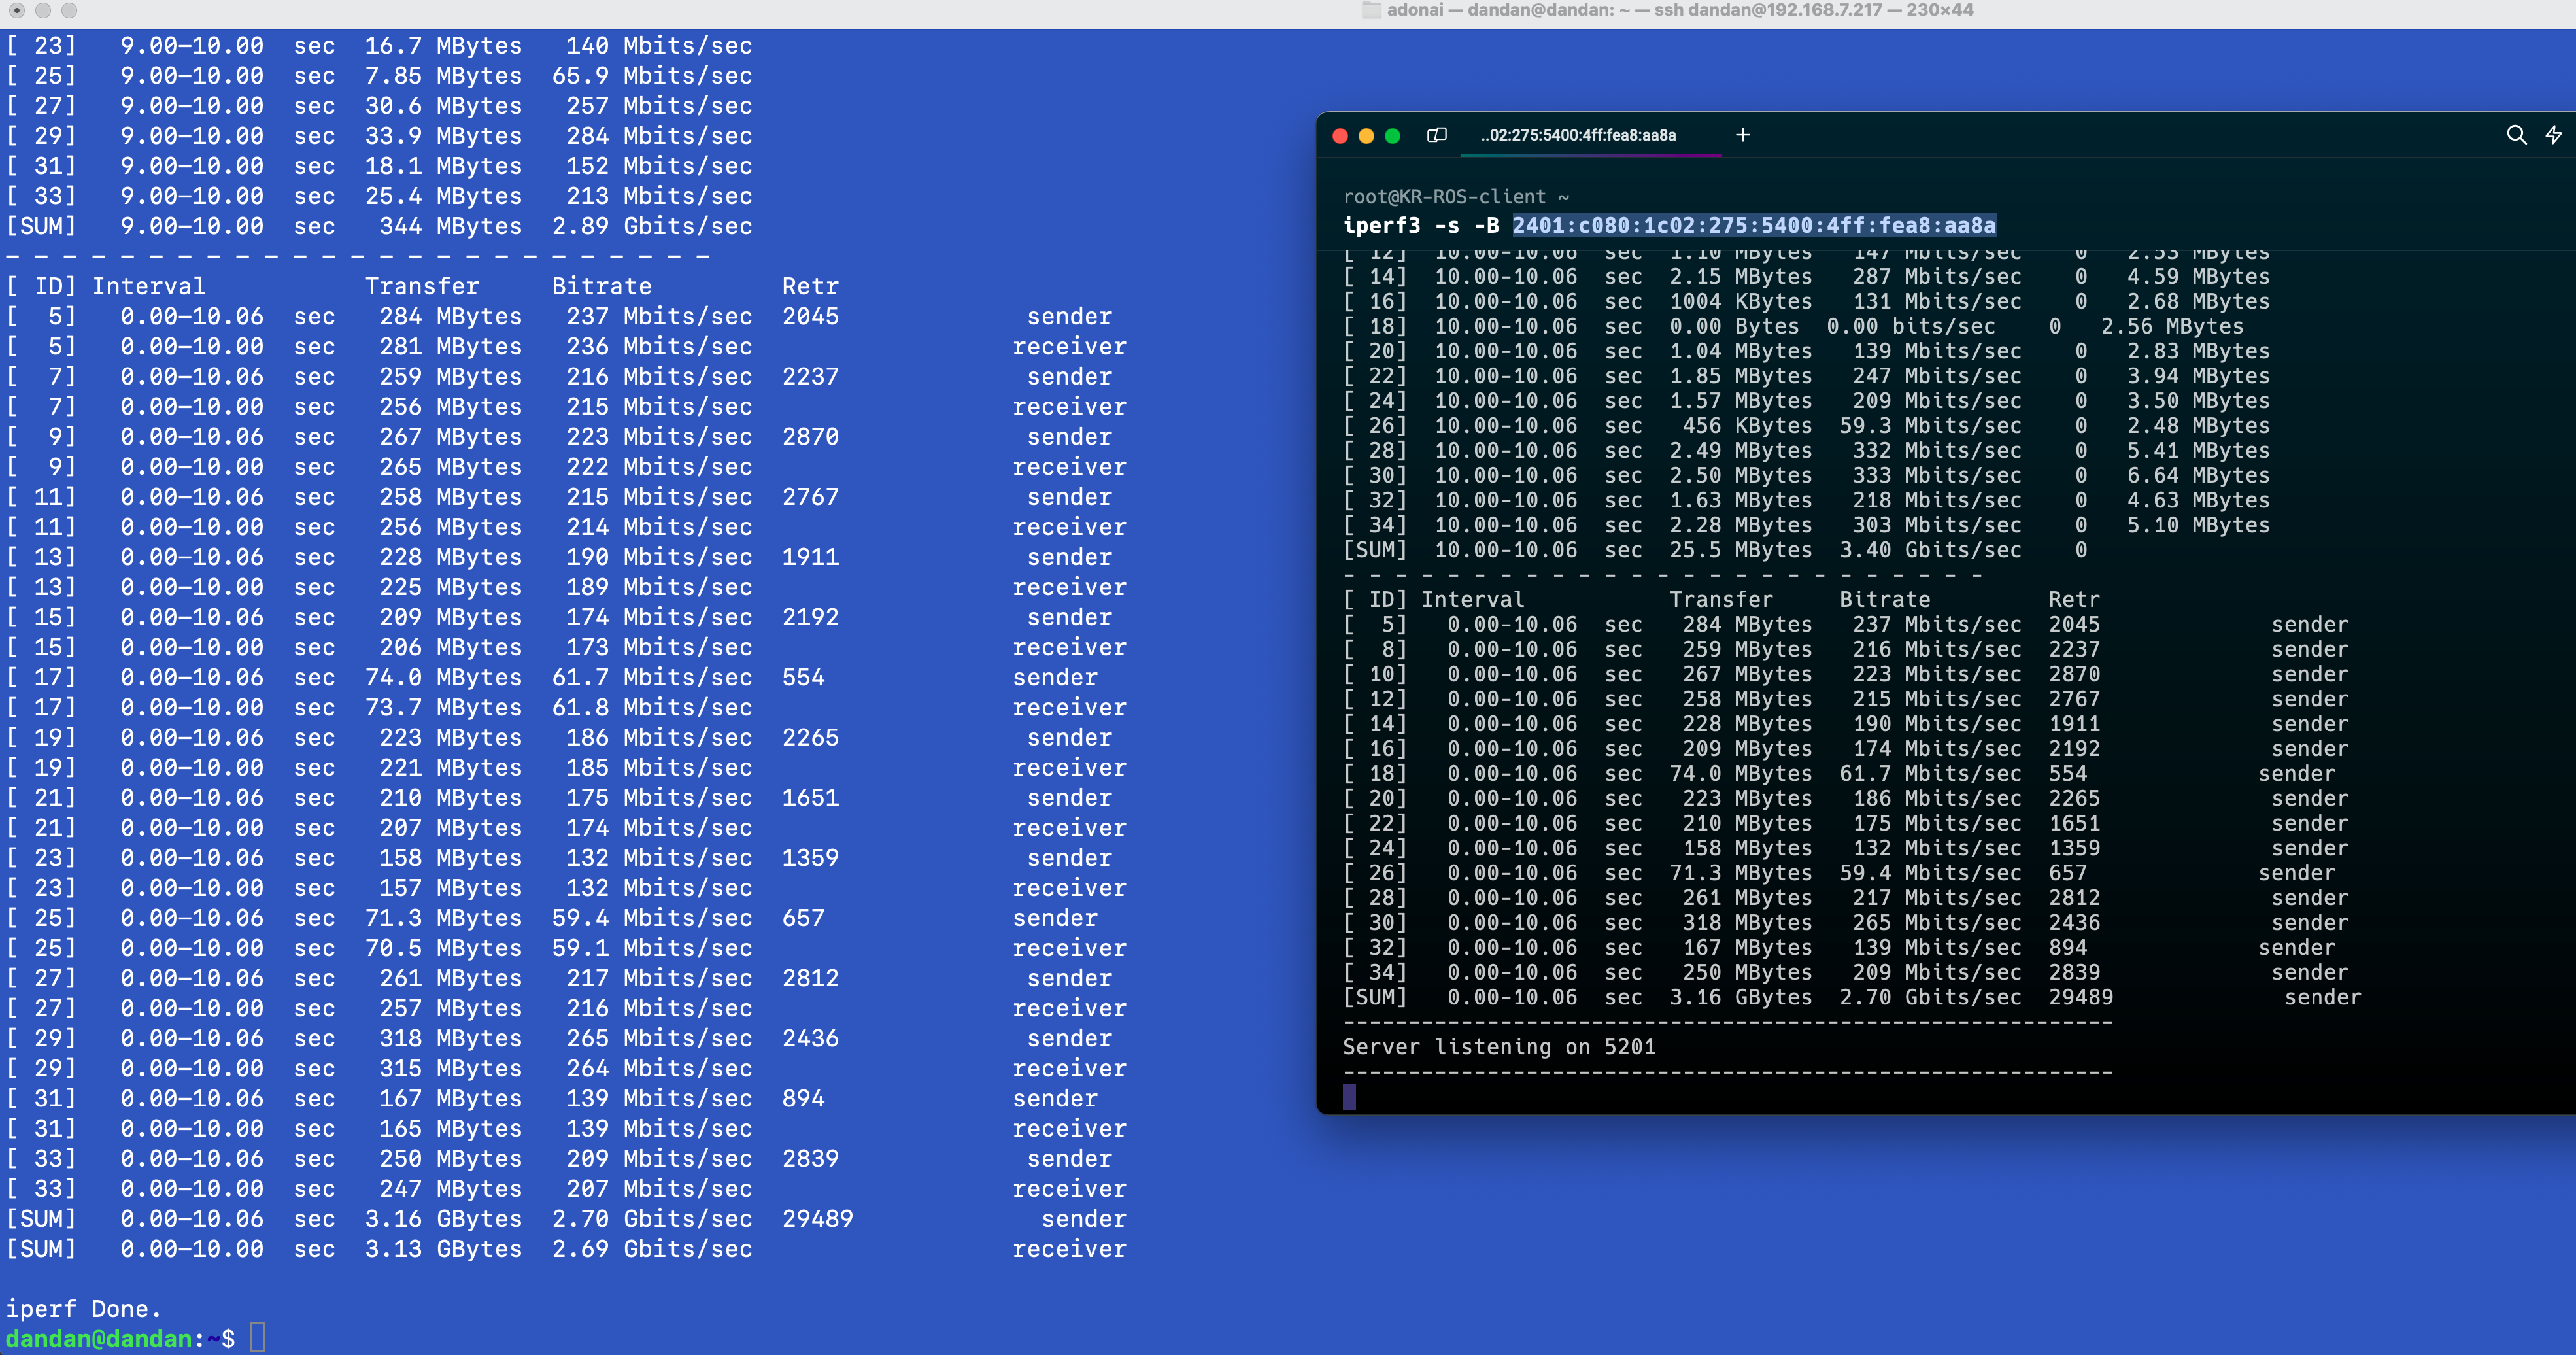 adonai — dandan@dandan: ~ — ssh dandan@192.168.7.217 — 230×44
[ 23]   9.00-10.00  sec  16.7 MBytes   140 Mbits/sec
[ 25]   9.00-10.00  sec  7.85 MBytes  65.9 Mbits/sec
[ 27]   9.00-10.00  sec  30.6 MBytes   257 Mbits/sec
[ 29]   9.00-10.00  sec  33.9 MBytes   284 Mbits/sec
[ 31]   9.00-10.00  sec  18.1 MBytes   152 Mbits/sec
[ 33]   9.00-10.00  sec  25.4 MBytes   213 Mbits/sec
[SUM]   9.00-10.00  sec   344 MBytes  2.89 Gbits/sec
- - - - - - - - - - - - - - - - - - - - - - - - -
[ ID] Interval           Transfer     Bitrate         Retr
[  5]   0.00-10.06  sec   284 MBytes   237 Mbits/sec  2045             sender
[  5]   0.00-10.00  sec   281 MBytes   236 Mbits/sec                  receiver
[  7]   0.00-10.06  sec   259 MBytes   216 Mbits/sec  2237             sender
[  7]   0.00-10.00  sec   256 MBytes   215 Mbits/sec                  receiver
[  9]   0.00-10.06  sec   267 MBytes   223 Mbits/sec  2870             sender
[  9]   0.00-10.00  sec   265 MBytes   222 Mbits/sec                  receiver
[ 11]   0.00-10.06  sec   258 MBytes   215 Mbits/sec  2767             sender
[ 11]   0.00-10.00  sec   256 MBytes   214 Mbits/sec                  receiver
[ 13]   0.00-10.06  sec   228 MBytes   190 Mbits/sec  1911             sender
[ 13]   0.00-10.00  sec   225 MBytes   189 Mbits/sec                  receiver
[ 15]   0.00-10.06  sec   209 MBytes   174 Mbits/sec  2192             sender
[ 15]   0.00-10.00  sec   206 MBytes   173 Mbits/sec                  receiver
[ 17]   0.00-10.06  sec  74.0 MBytes  61.7 Mbits/sec  554             sender
[ 17]   0.00-10.00  sec  73.7 MBytes  61.8 Mbits/sec                  receiver
[ 19]   0.00-10.06  sec   223 MBytes   186 Mbits/sec  2265             sender
[ 19]   0.00-10.00  sec   221 MBytes   185 Mbits/sec                  receiver
[ 21]   0.00-10.06  sec   210 MBytes   175 Mbits/sec  1651             sender
[ 21]   0.00-10.00  sec   207 MBytes   174 Mbits/sec                  receiver
[ 23]   0.00-10.06  sec   158 MBytes   132 Mbits/sec  1359             sender
[ 23]   0.00-10.00  sec   157 MBytes   132 Mbits/sec                  receiver
[ 25]   0.00-10.06  sec  71.3 MBytes  59.4 Mbits/sec  657             sender
[ 25]   0.00-10.00  sec  70.5 MBytes  59.1 Mbits/sec                  receiver
[ 27]   0.00-10.06  sec   261 MBytes   217 Mbits/sec  2812             sender
[ 27]   0.00-10.00  sec   257 MBytes   216 Mbits/sec                  receiver
[ 29]   0.00-10.06  sec   318 MBytes   265 Mbits/sec  2436             sender
[ 29]   0.00-10.00  sec   315 MBytes   264 Mbits/sec                  receiver
[ 31]   0.00-10.06  sec   167 MBytes   139 Mbits/sec  894             sender
[ 31]   0.00-10.00  sec   165 MBytes   139 Mbits/sec                  receiver
[ 33]   0.00-10.06  sec   250 MBytes   209 Mbits/sec  2839             sender
[ 33]   0.00-10.00  sec   247 MBytes   207 Mbits/sec                  receiver
[SUM]   0.00-10.06  sec  3.16 GBytes  2.70 Gbits/sec  29489             sender
[SUM]   0.00-10.00  sec  3.13 GBytes  2.69 Gbits/sec                  receiver
iperf Done.
dandan@dandan:~$
..02:275:5400:4ff:fea8:aa8a
root@KR-ROS-client ~
iperf3 -s -B 2401:c080:1c02:275:5400:4ff:fea8:aa8a
[ 12]  10.00-10.06  sec  1.10 MBytes   147 Mbits/sec    0   2.53 MBytes
[ 14]  10.00-10.06  sec  2.15 MBytes   287 Mbits/sec    0   4.59 MBytes
[ 16]  10.00-10.06  sec  1004 KBytes   131 Mbits/sec    0   2.68 MBytes
[ 18]  10.00-10.06  sec  0.00 Bytes  0.00 bits/sec    0   2.56 MBytes
[ 20]  10.00-10.06  sec  1.04 MBytes   139 Mbits/sec    0   2.83 MBytes
[ 22]  10.00-10.06  sec  1.85 MBytes   247 Mbits/sec    0   3.94 MBytes
[ 24]  10.00-10.06  sec  1.57 MBytes   209 Mbits/sec    0   3.50 MBytes
[ 26]  10.00-10.06  sec   456 KBytes  59.3 Mbits/sec    0   2.48 MBytes
[ 28]  10.00-10.06  sec  2.49 MBytes   332 Mbits/sec    0   5.41 MBytes
[ 30]  10.00-10.06  sec  2.50 MBytes   333 Mbits/sec    0   6.64 MBytes
[ 32]  10.00-10.06  sec  1.63 MBytes   218 Mbits/sec    0   4.63 MBytes
[ 34]  10.00-10.06  sec  2.28 MBytes   303 Mbits/sec    0   5.10 MBytes
[SUM]  10.00-10.06  sec  25.5 MBytes  3.40 Gbits/sec    0
- - - - - - - - - - - - - - - - - - - - - - - - -
[ ID] Interval           Transfer     Bitrate         Retr
[  5]   0.00-10.06  sec   284 MBytes   237 Mbits/sec  2045             sender
[  8]   0.00-10.06  sec   259 MBytes   216 Mbits/sec  2237             sender
[ 10]   0.00-10.06  sec   267 MBytes   223 Mbits/sec  2870             sender
[ 12]   0.00-10.06  sec   258 MBytes   215 Mbits/sec  2767             sender
[ 14]   0.00-10.06  sec   228 MBytes   190 Mbits/sec  1911             sender
[ 16]   0.00-10.06  sec   209 MBytes   174 Mbits/sec  2192             sender
[ 18]   0.00-10.06  sec  74.0 MBytes  61.7 Mbits/sec  554             sender
[ 20]   0.00-10.06  sec   223 MBytes   186 Mbits/sec  2265             sender
[ 22]   0.00-10.06  sec   210 MBytes   175 Mbits/sec  1651             sender
[ 24]   0.00-10.06  sec   158 MBytes   132 Mbits/sec  1359             sender
[ 26]   0.00-10.06  sec  71.3 MBytes  59.4 Mbits/sec  657             sender
[ 28]   0.00-10.06  sec   261 MBytes   217 Mbits/sec  2812             sender
[ 30]   0.00-10.06  sec   318 MBytes   265 Mbits/sec  2436             sender
[ 32]   0.00-10.06  sec   167 MBytes   139 Mbits/sec  894             sender
[ 34]   0.00-10.06  sec   250 MBytes   209 Mbits/sec  2839             sender
[SUM]   0.00-10.06  sec  3.16 GBytes  2.70 Gbits/sec  29489             sender
-----------------------------------------------------------
Server listening on 5201
-----------------------------------------------------------